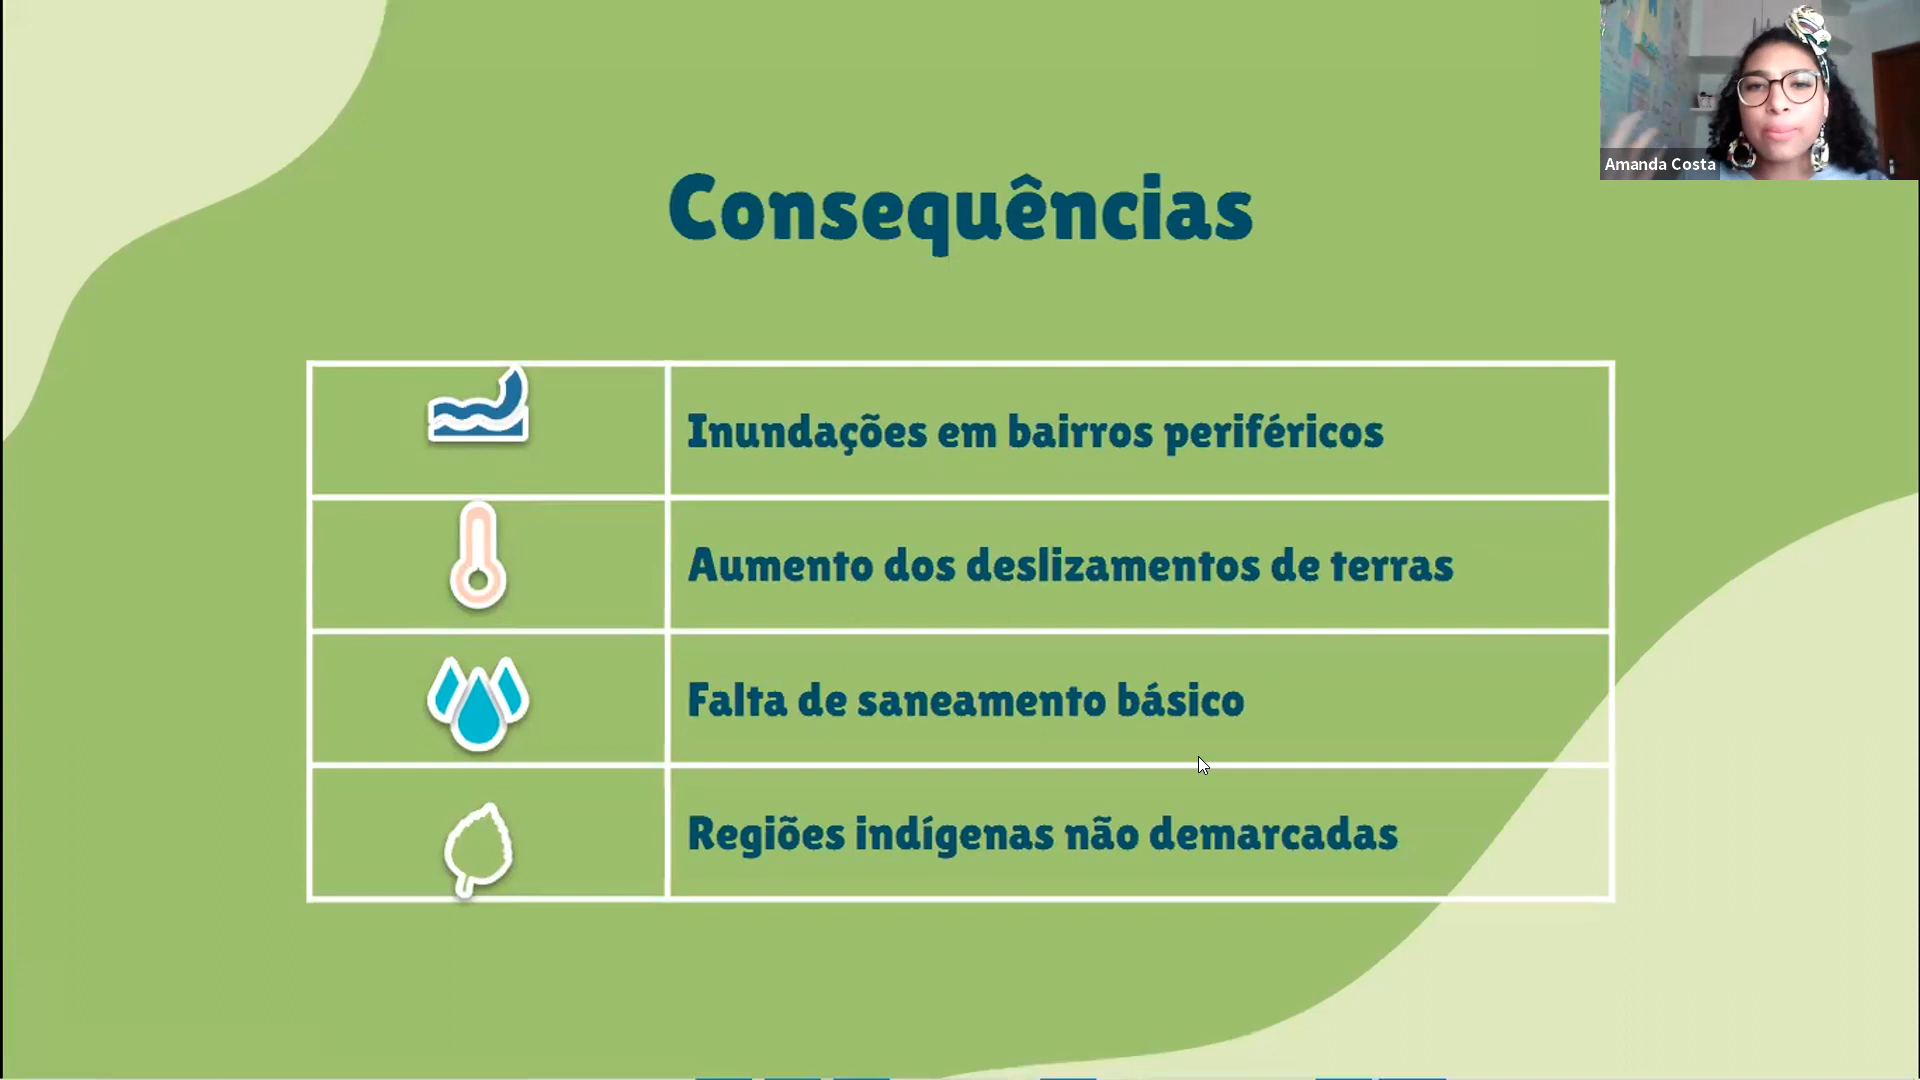 Amanda Costa
Consequências
Inundações em bairros periféricos
Aumento dos deslizamentos de terras
Falta de saneamento básico
Regiões indígenas não demarcadas